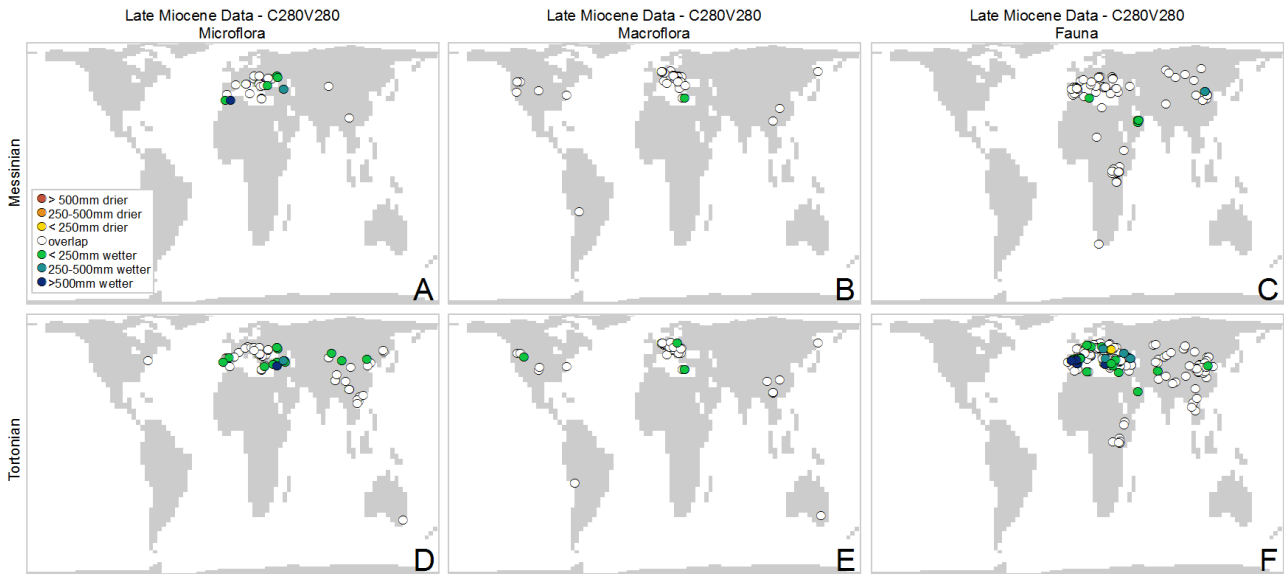 Late Miocene Data - C280V280
Microflora
Late Miocene Data - C280V280
Macroflora
Late Miocene Data - C280V280
Fauna
Messinian
> 500mm drier
250-500mm drier
< 250mm drier
overlap
< 250mm wetter
250-500mm wetter
>500mm wetter
A
B
C
Tortonian
D
E
F